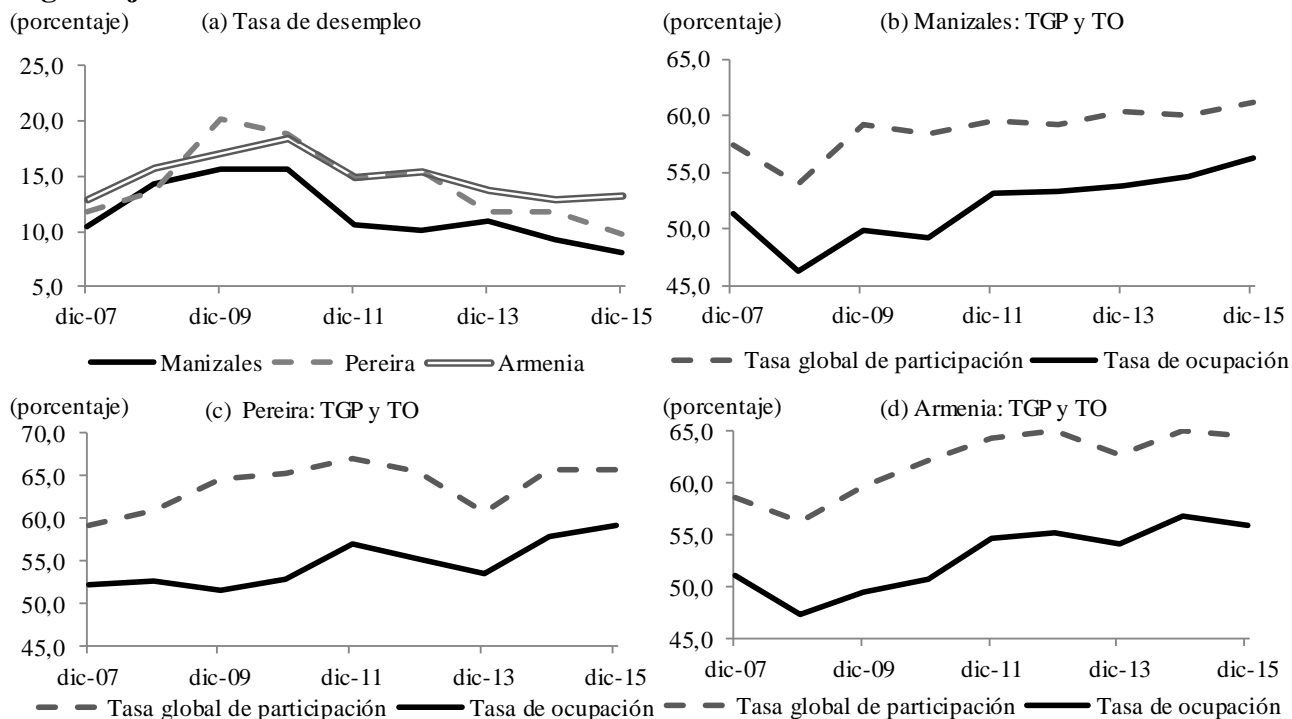 (porcentaje) (a) Tasa de desempleo
25,0
20,0
15,0
10,0
5,0
dic-07 dic-09 dic-11 dic-13 dic-15
Manizales Pereira Armenia
(porcentaje) (b) Manizales: TGP y TO
65,0
60,0
55,0
50,0
45,0
dic-07 dic-09 dic-11 dic-13 dic-15
Tasa global de participación Tasa de ocupación
(porcentaje) (c) Pereira: TGP y TO
70,0
65,0
60,0
55,0
50,0
45,0
dic-07 dic-09 dic-11 dic-13 dic-15
Tasa global de participación Tasa de ocupación
(porcentaje) (d) Armenia: TGP y TO
65,0
60,0
55,0
50,0
45,0
dic-07 dic-09 dic-11 dic-13 dic-15
Tasa global de participación Tasa de ocupación